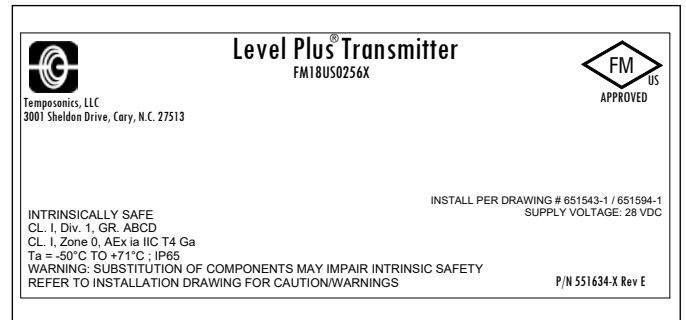 Level Plus® Transmitter
FM18US0256X
FM
US
APPROVED
Temposonics, LLC
3001 Sheldon Drive, Cary, N.C. 27513
INSTALL PER DRAWING # 651543-1 / 651594-1
SUPPLY VOLTAGE: 28 VDC
INTRINSICALLY SAFE
CL. I, Div. 1, GR. ABCD
CL. I, Zone 0, AEx ia IIC T4 Ga
Ta = -50°C TO +71°C ; IP65
WARNING: SUBSTITUTION OF COMPONENTS MAY IMPAIR INTRINSIC SAFETY
REFER TO INSTALLATION DRAWING FOR CAUTION/WARNINGS
P/N 551634-X Rev E